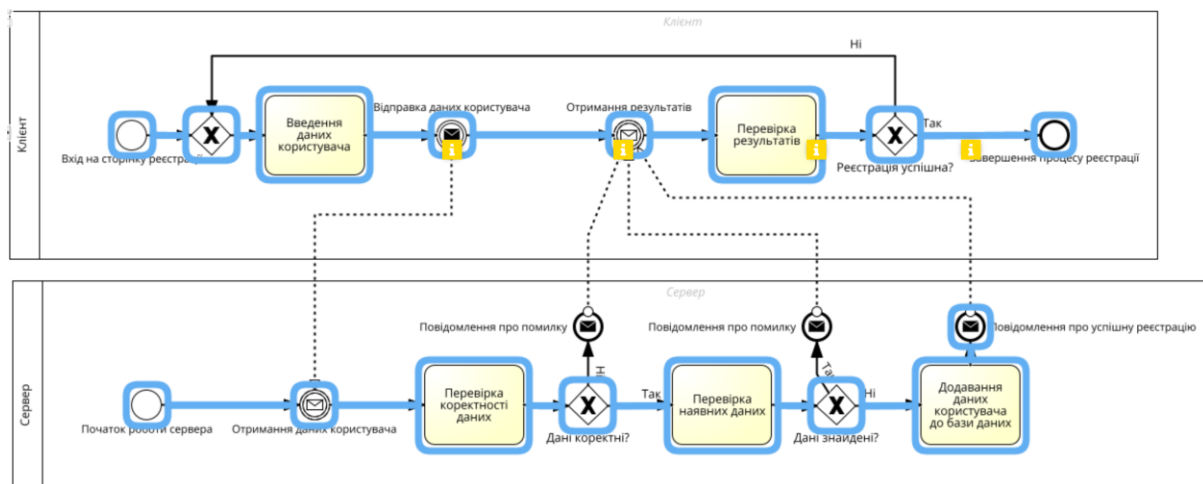 Клієнт
Клієнт
Ні
Відправка даних користувача
Отримання результатів
Введення
даних
користувача
Перевірка
результатів
Так
Вхід на сторінку реєстрації
Реєстрація успішна?
Завершення процесу реєстрації
Сервер
Сервер
Повідомлення про помилку
Повідомлення про помилку
Повідомлення про успішну реєстрацію
Ні
Так
Перевірка
коректності
даних
Так
Перевірка
наявних даних
Ні
Додавання
даних
користувача
до бази даних
Початок роботи сервера
Отримання даних користувача
Дані коректні?
Дані знайдені?